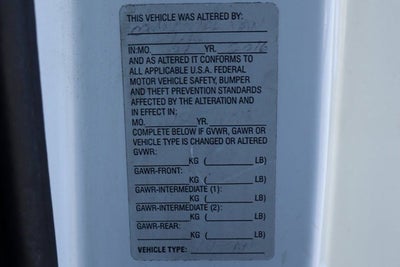 THIS VEHICLE WAS ALTERED BY:
IN:MO. YR.
AND AS ALTERED IT CONFORMS TO
ALL APPLICABLE U.S.A. FEDERAL
MOTOR VEHICLE SAFETY, BUMPER
AND THEFT PREVENTION STANDARDS
AFFECTED BY THE ALTERATION AND
IN EFFECT IN;
MO. YR.
COMPLETE BELOW IF GVWR, GAWR OR
VEHICLE TYPE IS CHANGED OR ALTERED
GVWR:
KG ( LB)
GAWR-FRONT:
KG ( LB)
GAWR-INTERMEDIATE (1):
KG ( LB)
GAWR-INTERMEDIATE (2):
KG ( LB)
GAWR-REAR:
KG ( LB)
VEHICLE TYPE: